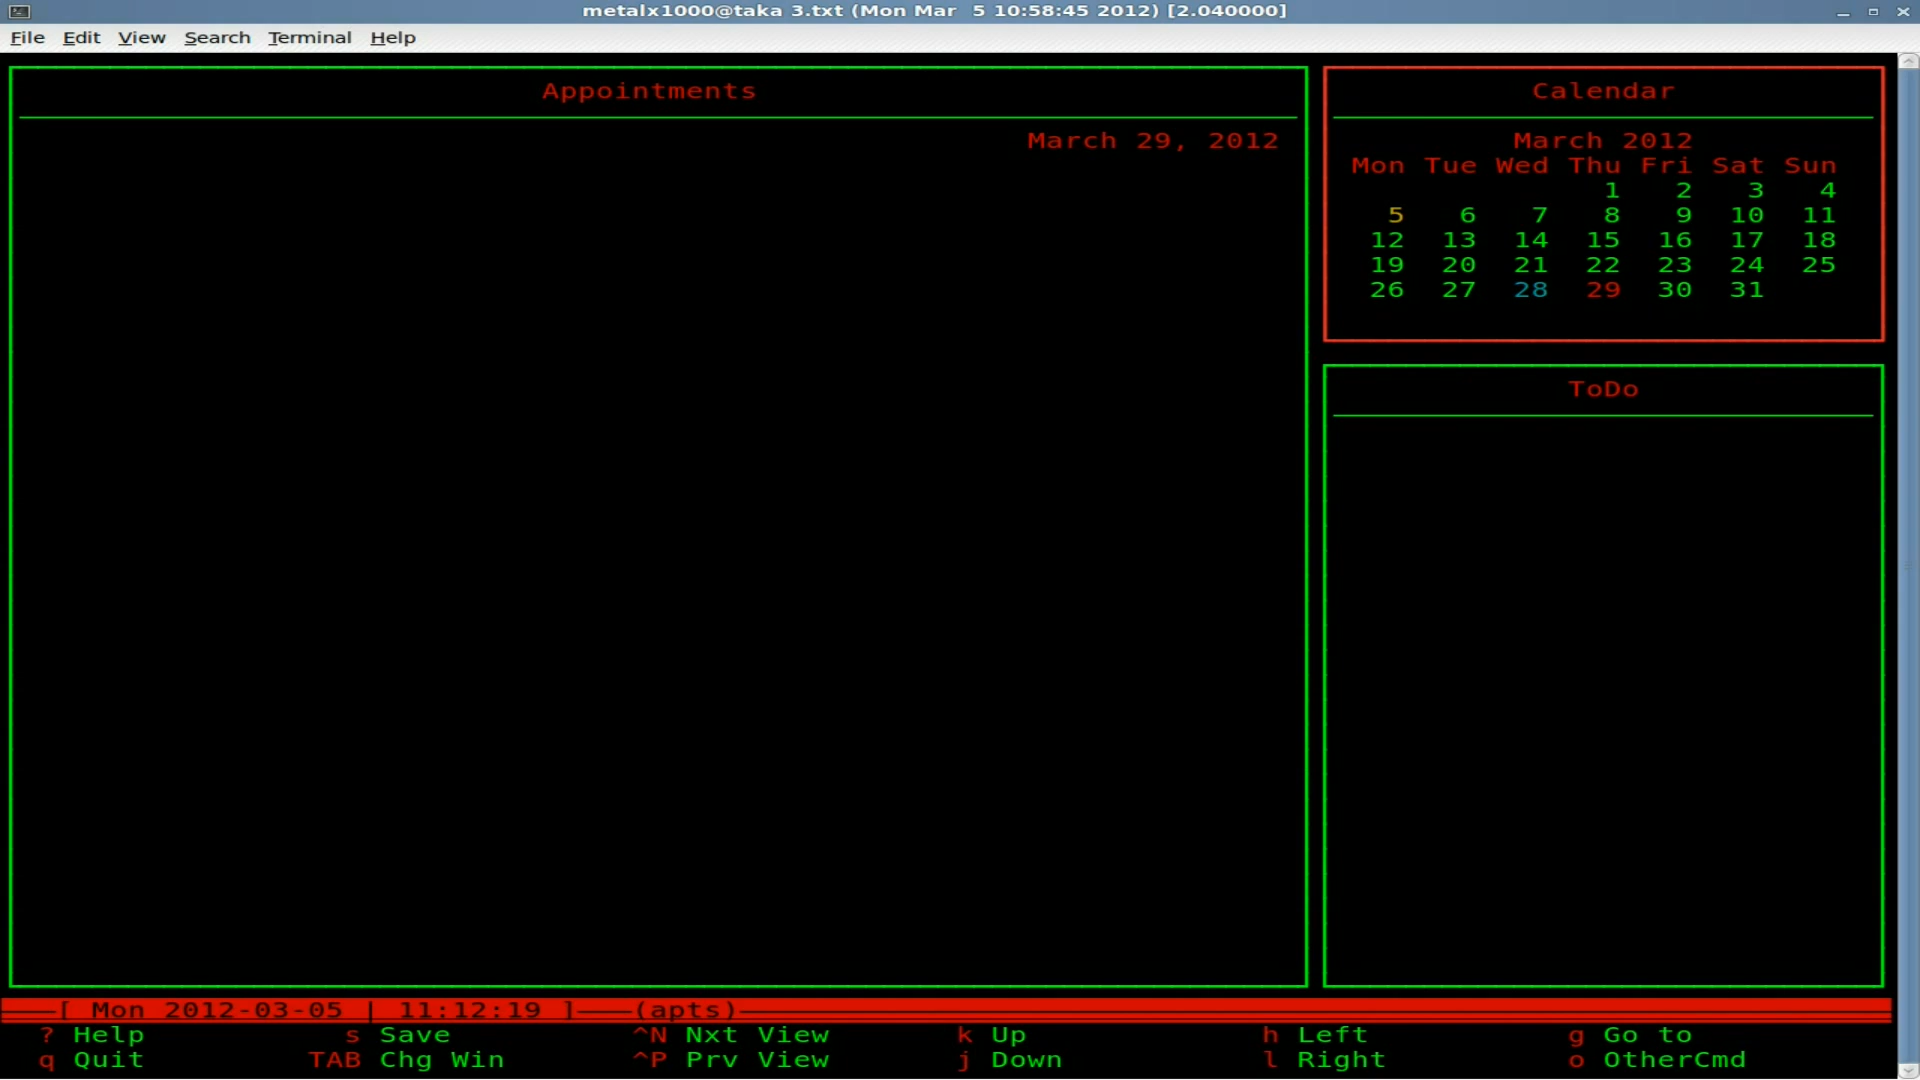 metalx1000@taka 3.txt (Mon Mar  5 10:58:45 2012) [2.040000]
File Edit View Search Terminal Help
Appointments
March 29, 2012
Calendar
March 2012
Mon Tue Wed Thu Fri Sat Sun
1 2 3 4
5 6 7 8 9 10 11
12 13 14 15 16 17 18
19 20 21 22 23 24 25
26 27 28 29 30 31
ToDo
[ Mon 2012-03-05 | 11:12:19 ] (apts)
? Help s Save ^N Nxt View k Up h Left g Go to
q Quit TAB Chg Win ^P Prv View j Down l Right o OtherCmd